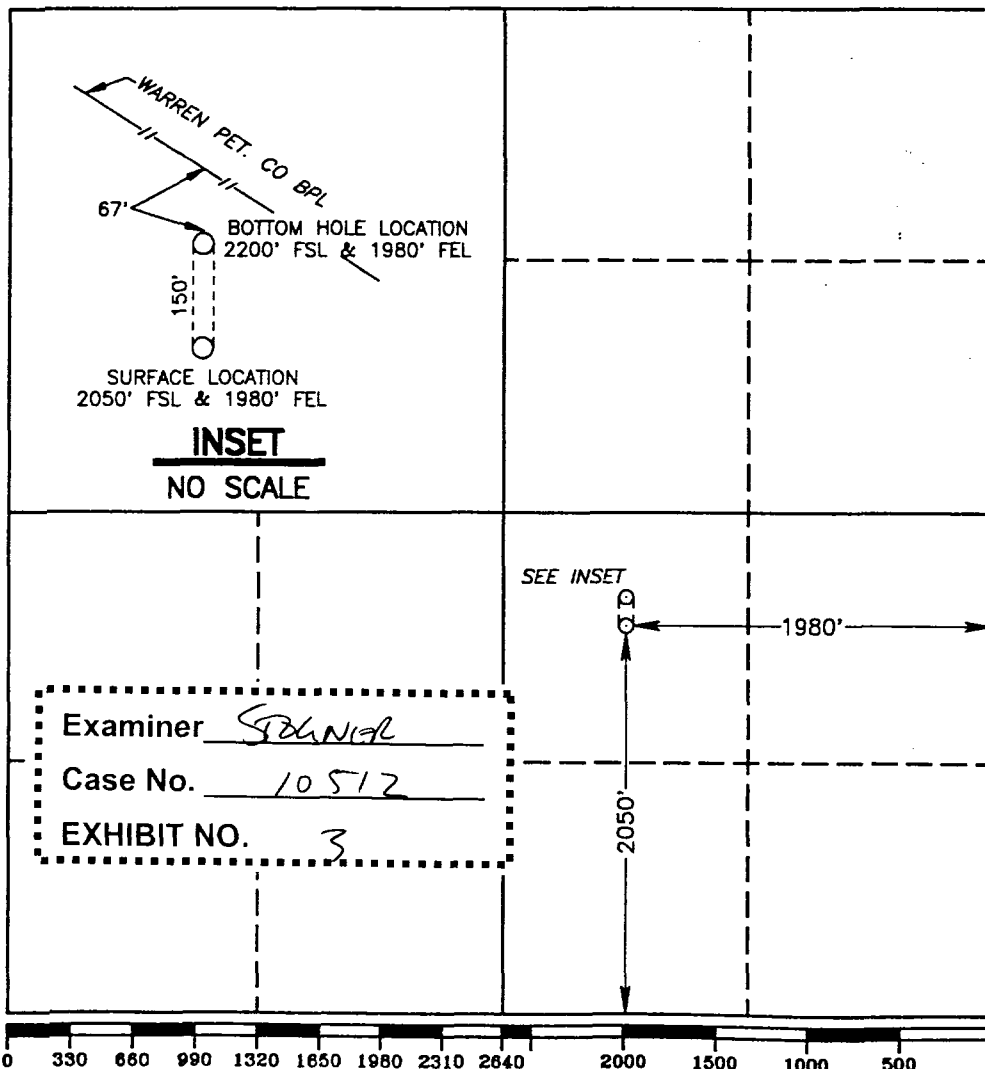 WARREN PET. CO BPL
67'
BOTTOM HOLE LOCATION
2200' FSL & 1980' FEL
150'
SURFACE LOCATION
2050' FSL & 1980' FEL
INSET
NO SCALE
SEE INSET
1980'
2050'
Examiner STOGNER
Case No. 10512
EXHIBIT NO. 3
0 330 660 990 1320 1650 1980 2310 2640 2000 1500 1000 500